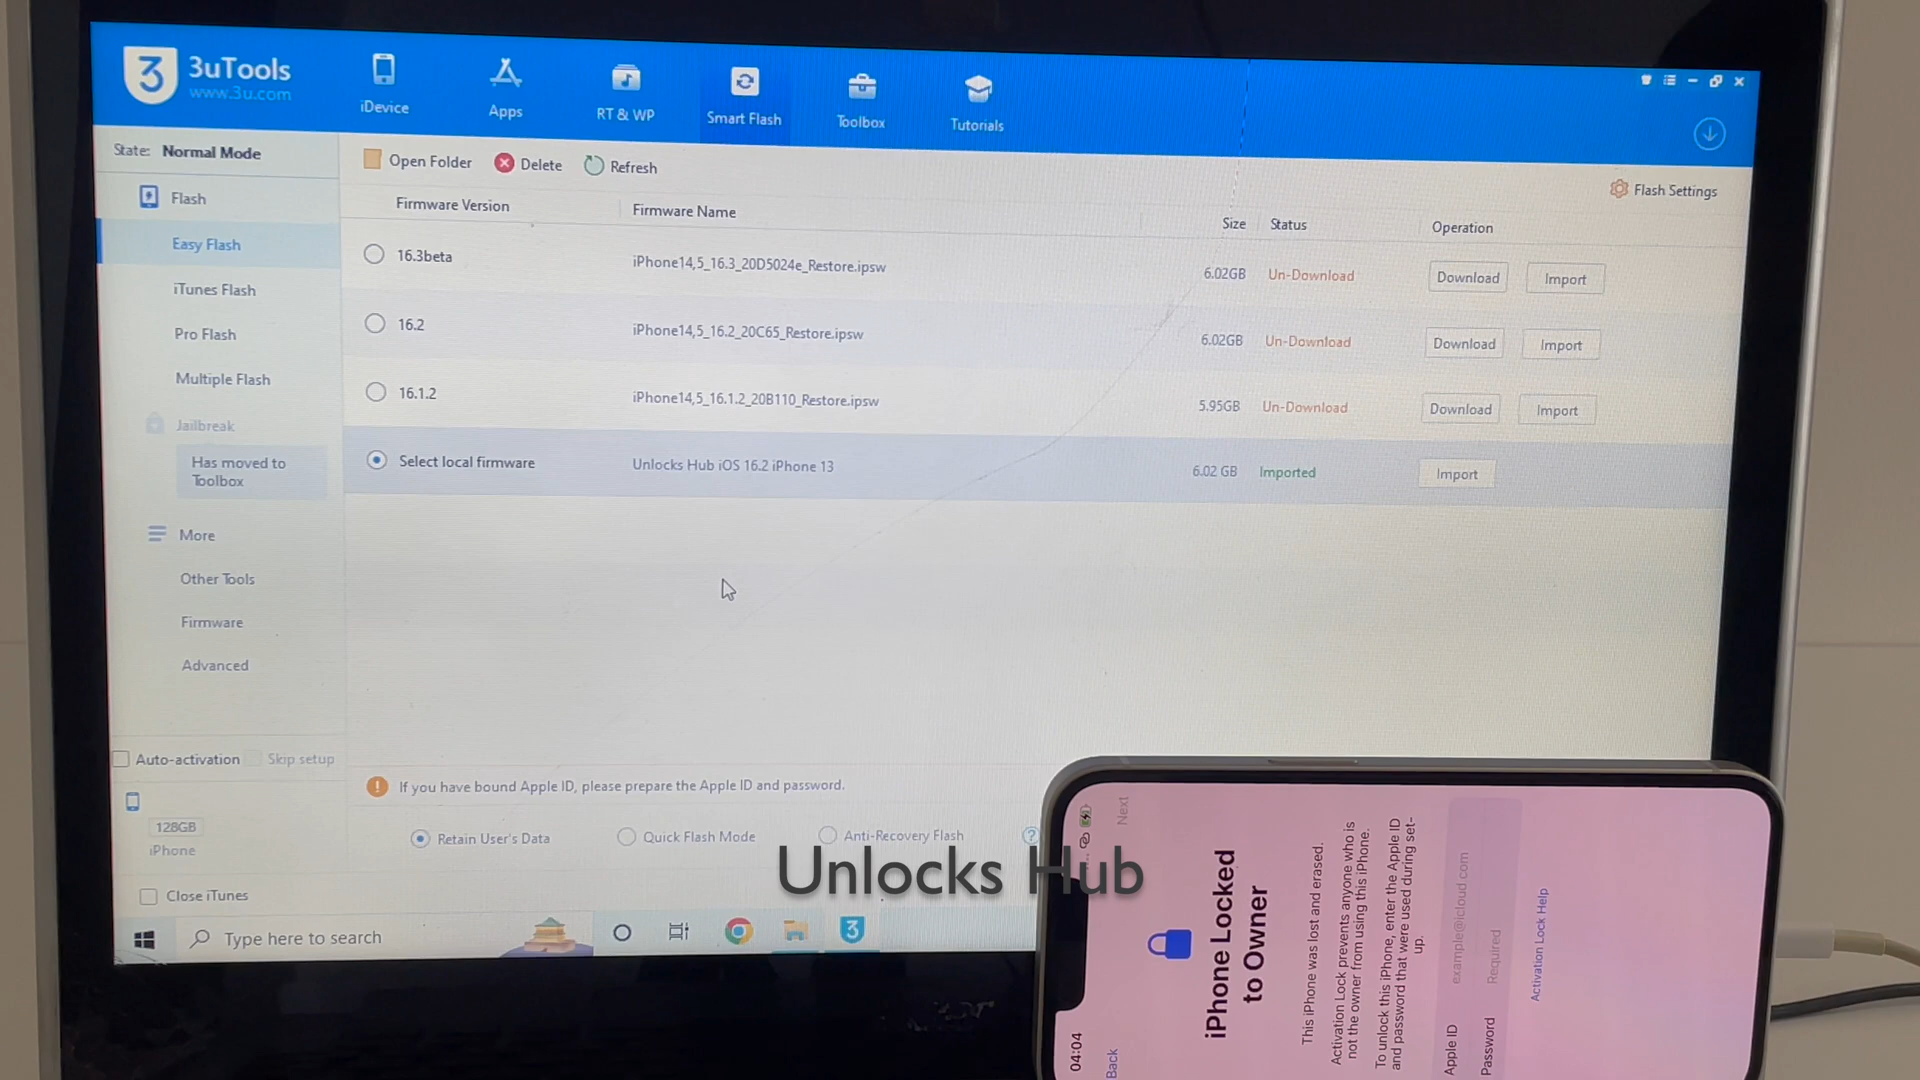 3uTools
www.3u.com
iDevice
Apps
RT & WP
Smart Flash
Toolbox
Tutorials
State: Normal Mode
Open Folder
Delete
Refresh
Flash Settings
Flash
Easy Flash
iTunes Flash
Pro Flash
Multiple Flash
Jailbreak
Has moved to
Toolbox
More
Other Tools
Firmware
Advanced
Firmware Version Firmware Name Size Status Operation
16.3beta iPhone14,5_16.3_20D5024e_Restore.ipsw 6.02GB Un-Download Download Import
16.2 iPhone14,5_16.2_20C65_Restore.ipsw 6.02GB Un-Download Download Import
16.1.2 iPhone14,5_16.1.2_20B110_Restore.ipsw 5.95GB Un-Download Download Import
Select local firmware Unlocks Hub iOS 16.2 iPhone 13 6.02 GB Imported Import
Auto-activation Skip setup
If you have bound Apple ID, please prepare the Apple ID and password.
128GB
iPhone
Retain User's Data Quick Flash Mode Anti-Recovery Flash
Close iTunes
Type here to search
3
Unlocks Hub
04:04
Back
Next
iPhone Locked
to Owner
This iPhone was lost and erased.
Activation Lock prevents anyone who is
not the owner from using this iPhone.
To unlock this iPhone, enter the Apple ID
and password that were used during set-
up.
Apple ID example@icloud.com
Password Required
Activation Lock Help